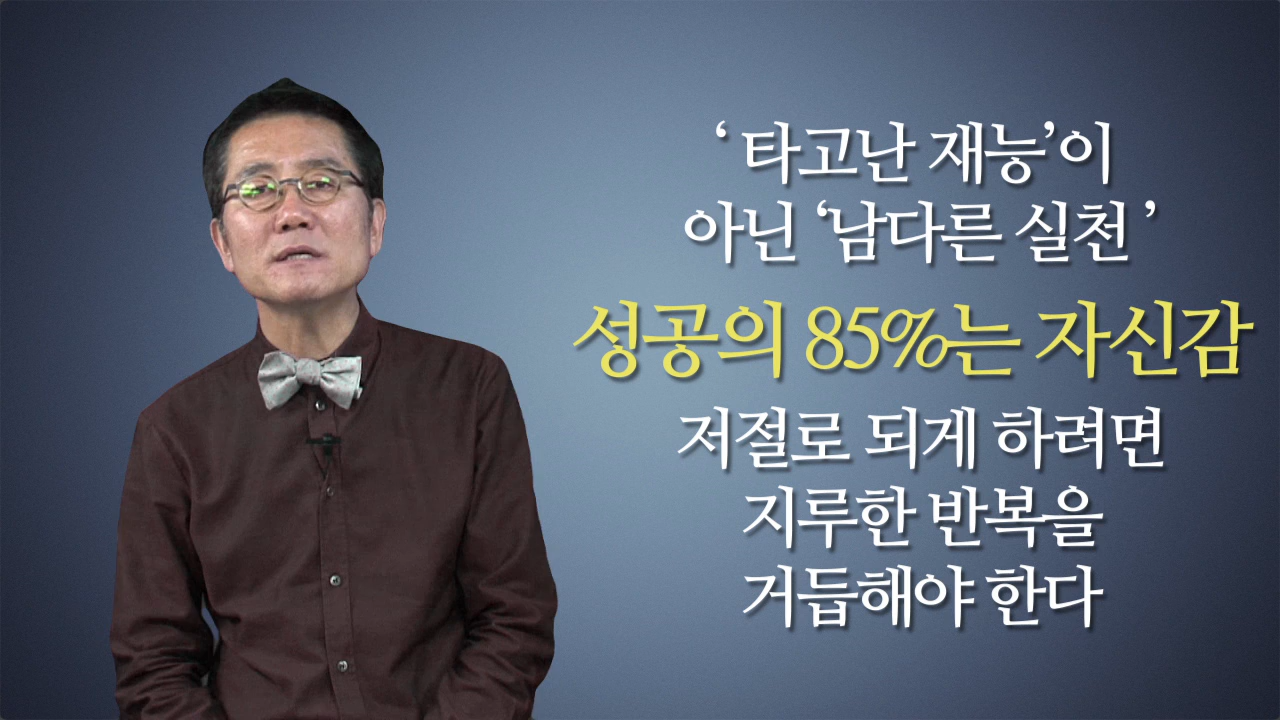 ‘ 타고난 재능’이
아닌 ‘남다른 실천 ’
성공의 85%는 자신감
저절로 되게 하려면
지루한 반복을
거듭해야 한다